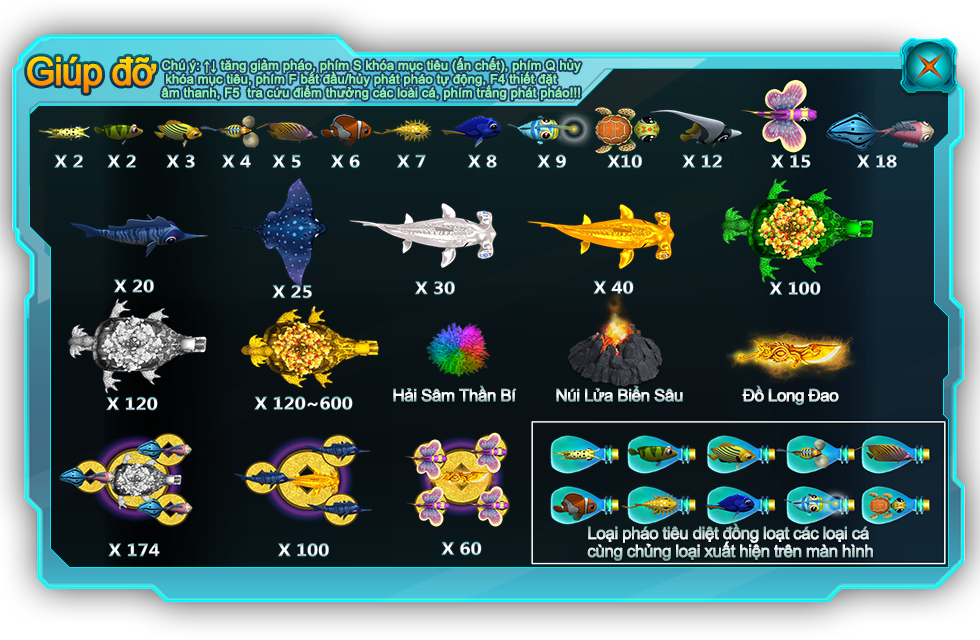 Giúp đỡ
Chú ý: ↑↓ tăng giảm pháo, phím S khóa mục tiêu (ấn chết), phím Q hủy
khóa mục tiêu, phím F bắt đầu/hủy phát pháo tự động, F4 thiết đặt
âm thanh, F5 tra cứu điểm thưởng các loài cá, phím trắng phát pháo!!!
X 2 X 2 X 3 X 4 X 5 X 6 X 7 X 8 X 9 X10 X 12 X 15 X 18
X 20 X 25 X 30 X 40 X 100
X 120 X 120~600 Hải Sâm Thần Bí Núi Lửa Biển Sâu Đồ Long Đao
X 174 X 100 X 60
Loại pháo tiêu diệt đồng loạt các loại cá
cùng chủng loại xuất hiện trên màn hình